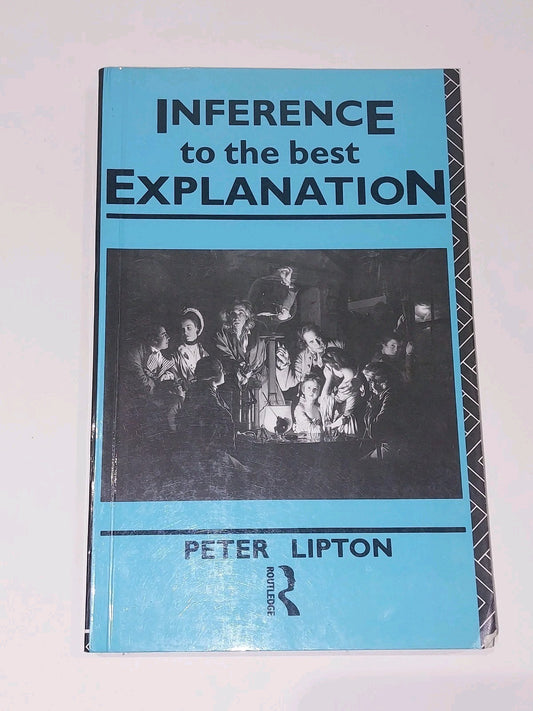 INFERENCE
to the best
EXPLANATION
PETER LIPTON
ROUTLEDGE